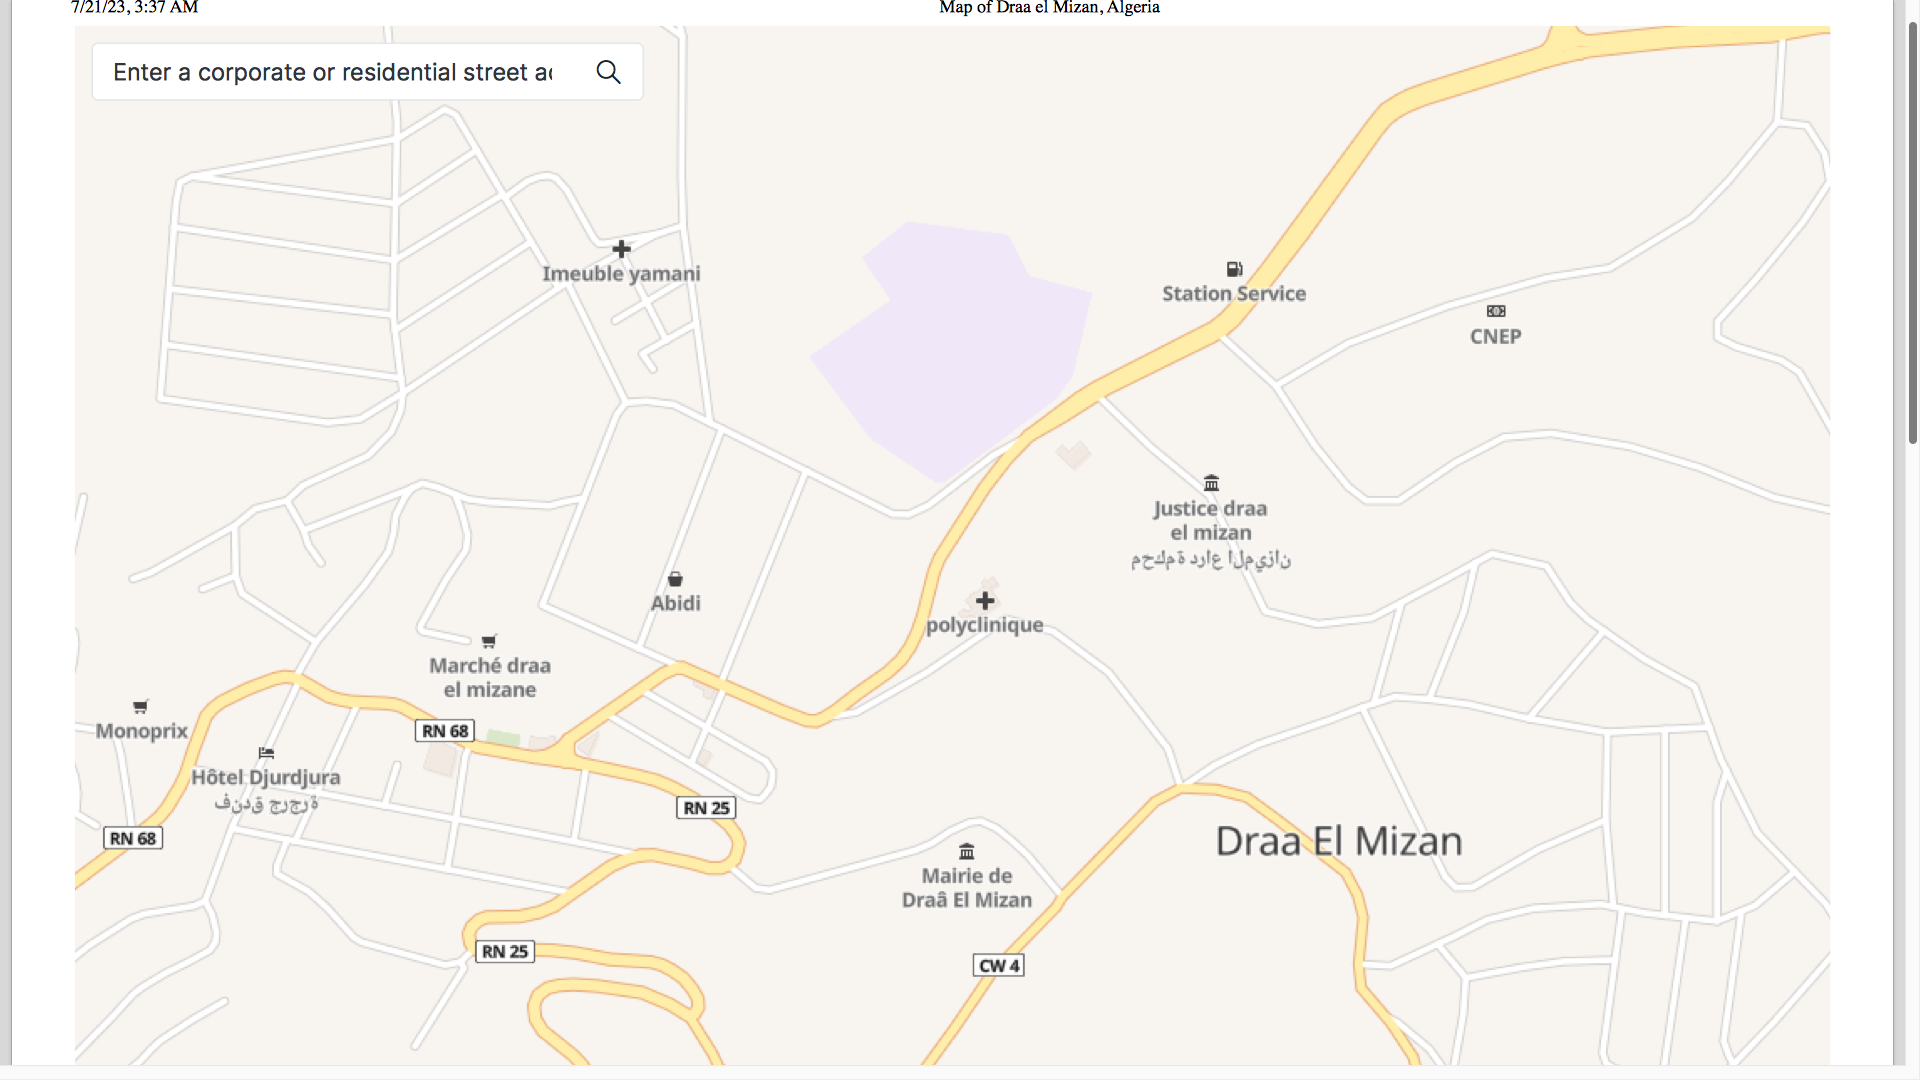 7/21/23, 3:37 AM
Map of Draa el Mizan, Algeria
Enter a corporate or residential street ac
Imeuble yamani
Station Service
CNEP
Justice draa
el mizan
محكمة دراع الميزان
Abidi
polyclinique
Marché draa
el mizane
Monoprix
RN 68
Hôtel Djurdjura
فندق جرجرة
RN 25
RN 68
Draa El Mizan
Mairie de
Draâ El Mizan
RN 25
CW 4